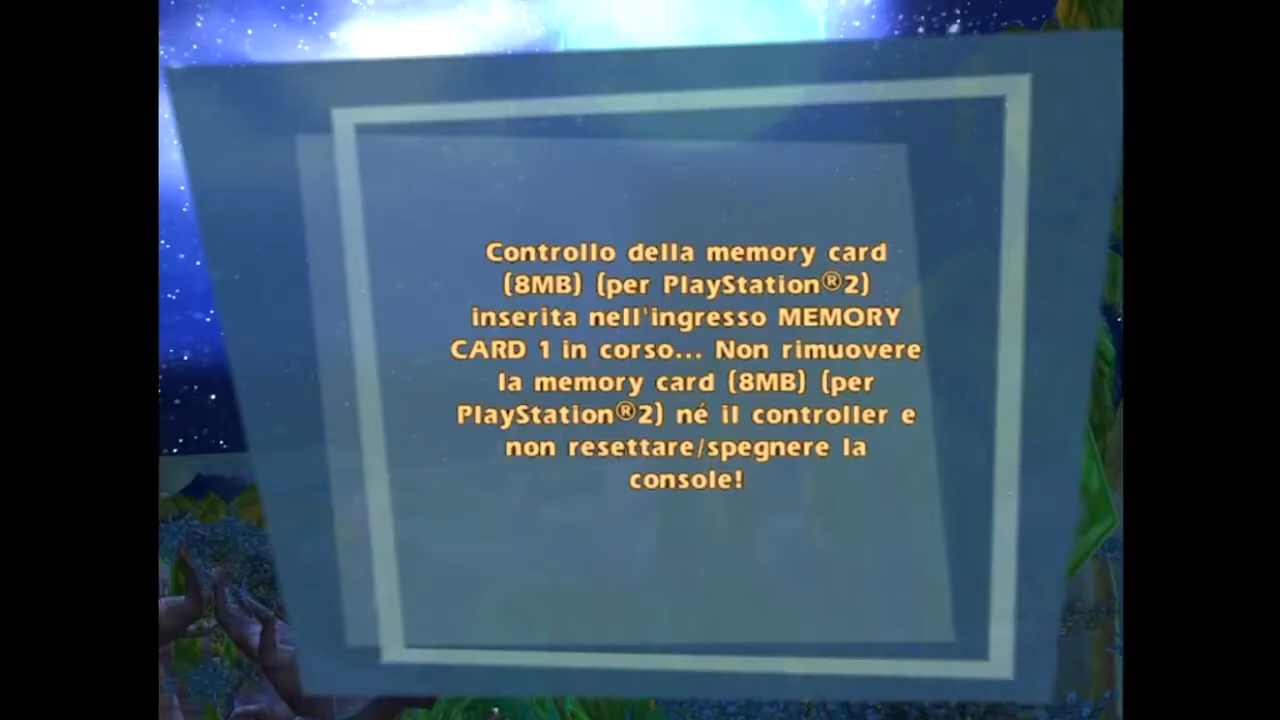 Controllo della memory card
(8MB) (per PlayStation®2)
inserita nell'ingresso MEMORY
CARD 1 in corso... Non rimuovere
la memory card (8MB) (per
PlayStation®2) né il controller e
non resettare/spegnere la
console!